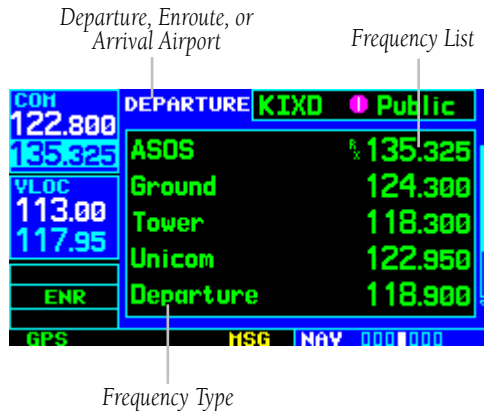 Departure, Enroute, or
Arrival Airport
Frequency List
COM
122.800
135.325
VLOC
113.00
117.95
ENR
GPS
DEPARTURE KIXD Public
ASOS Rx 135.325
Ground 124.300
Tower 118.300
Unicom 122.950
Departure 118.900
MSG NAV
Frequency Type